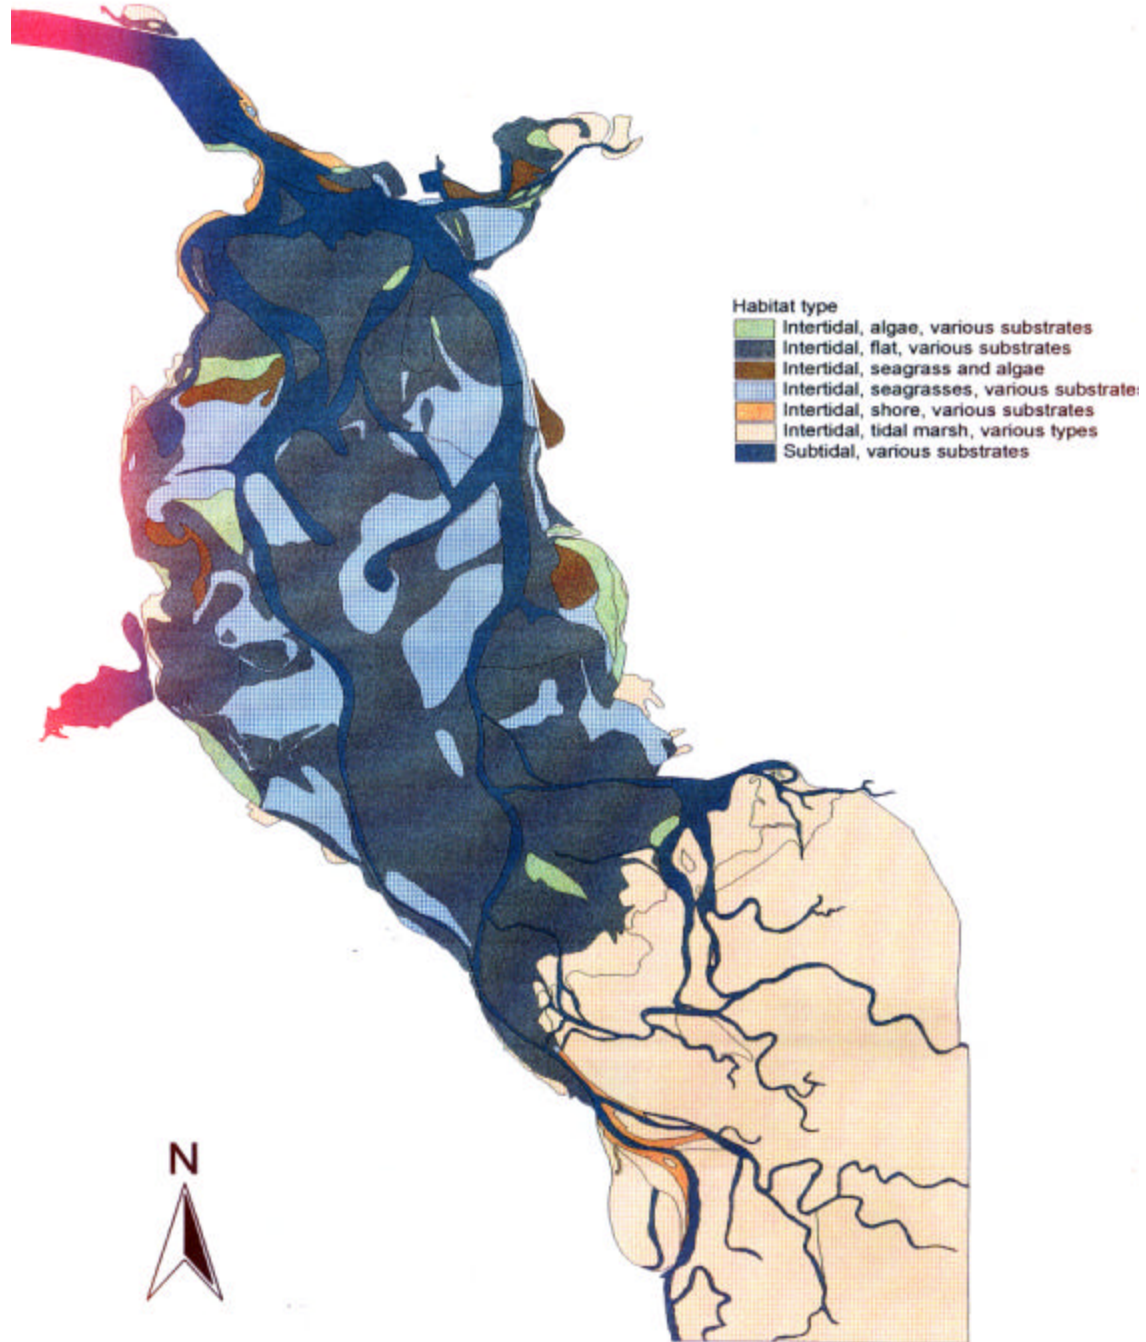 Habitat type
Intertidal, algae, various substrates
Intertidal, flat, various substrates
Intertidal, seagrass and algae
Intertidal, seagrasses, various substrates
Intertidal, shore, various substrates
Intertidal, tidal marsh, various types
Subtidal, various substrates
N